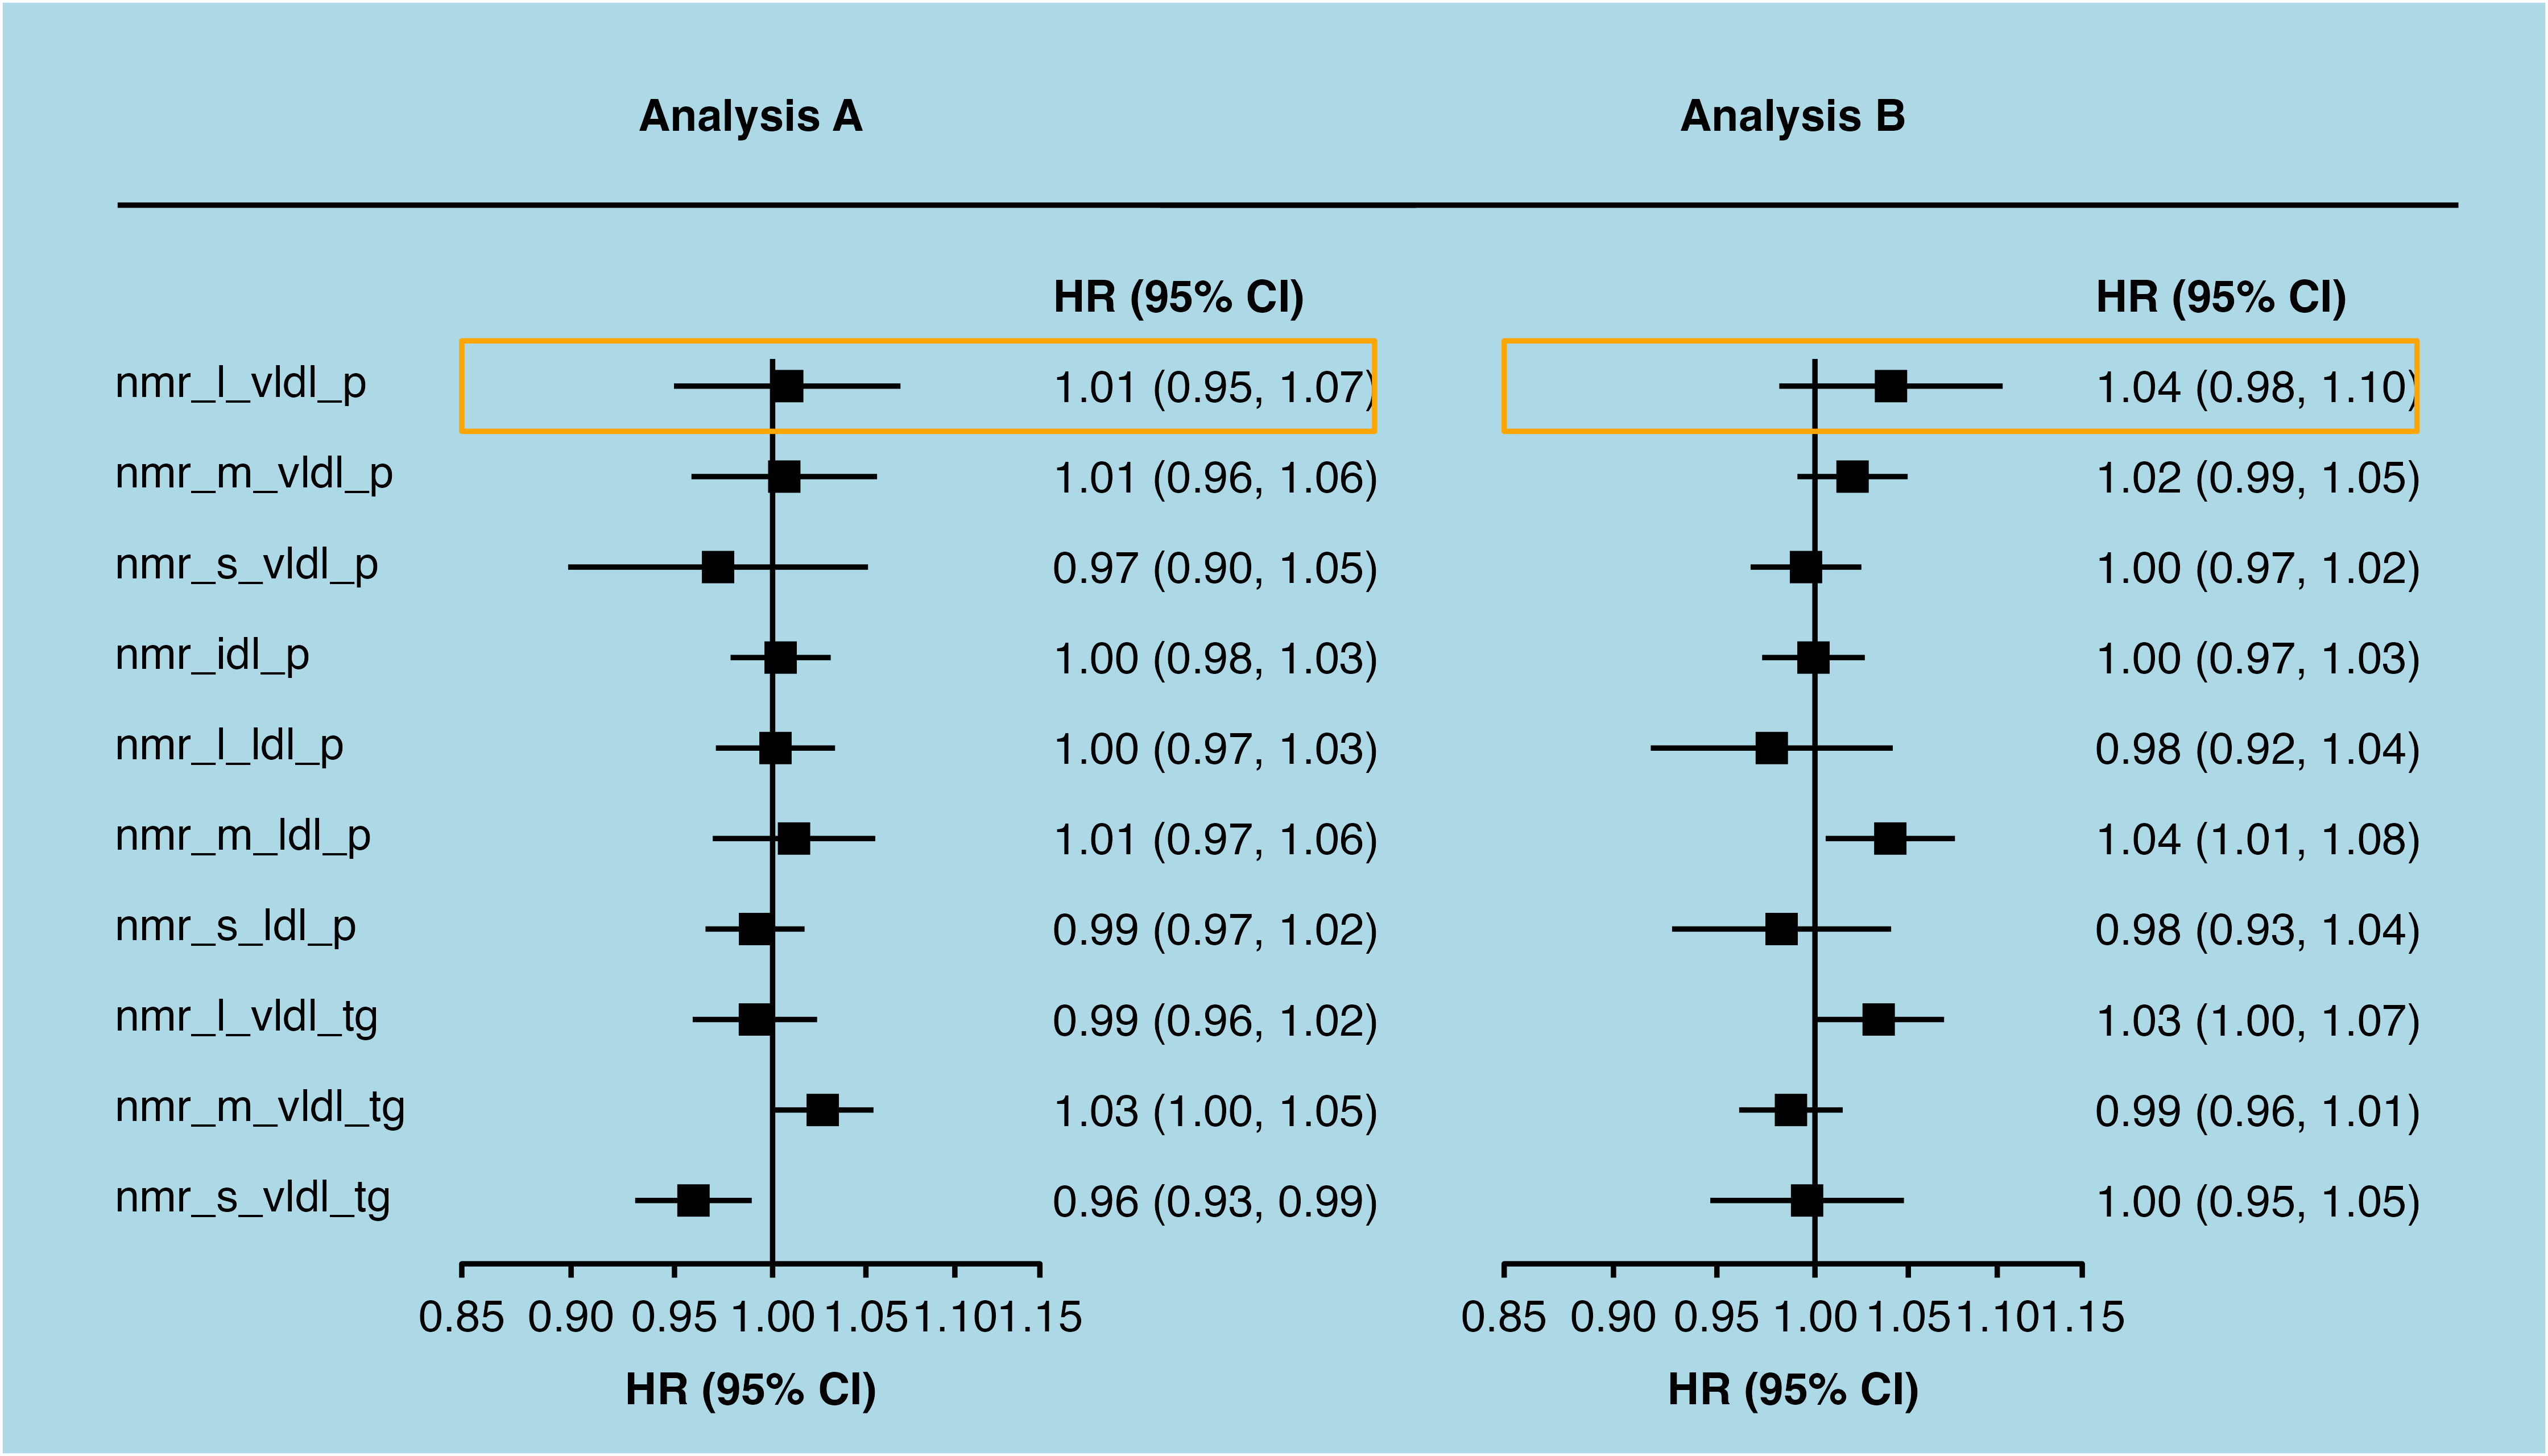 Analysis A Analysis B
HR (95% CI) HR (95% CI)
nmr_l_vldl_p 1.01 (0.95, 1.07) 1.04 (0.98, 1.10)
nmr_m_vldl_p 1.01 (0.96, 1.06) 1.02 (0.99, 1.05)
nmr_s_vldl_p 0.97 (0.90, 1.05) 1.00 (0.97, 1.02)
nmr_idl_p 1.00 (0.98, 1.03) 1.00 (0.97, 1.03)
nmr_l_ldl_p 1.00 (0.97, 1.03) 0.98 (0.92, 1.04)
nmr_m_ldl_p 1.01 (0.97, 1.06) 1.04 (1.01, 1.08)
nmr_s_ldl_p 0.99 (0.97, 1.02) 0.98 (0.93, 1.04)
nmr_l_vldl_tg 0.99 (0.96, 1.02) 1.03 (1.00, 1.07)
nmr_m_vldl_tg 1.03 (1.00, 1.05) 0.99 (0.96, 1.01)
nmr_s_vldl_tg 0.96 (0.93, 0.99) 1.00 (0.95, 1.05)
0.85 0.90 0.95 1.00 1.05 1.10 1.15 0.85 0.90 0.95 1.00 1.05 1.10 1.15
HR (95% CI) HR (95% CI)